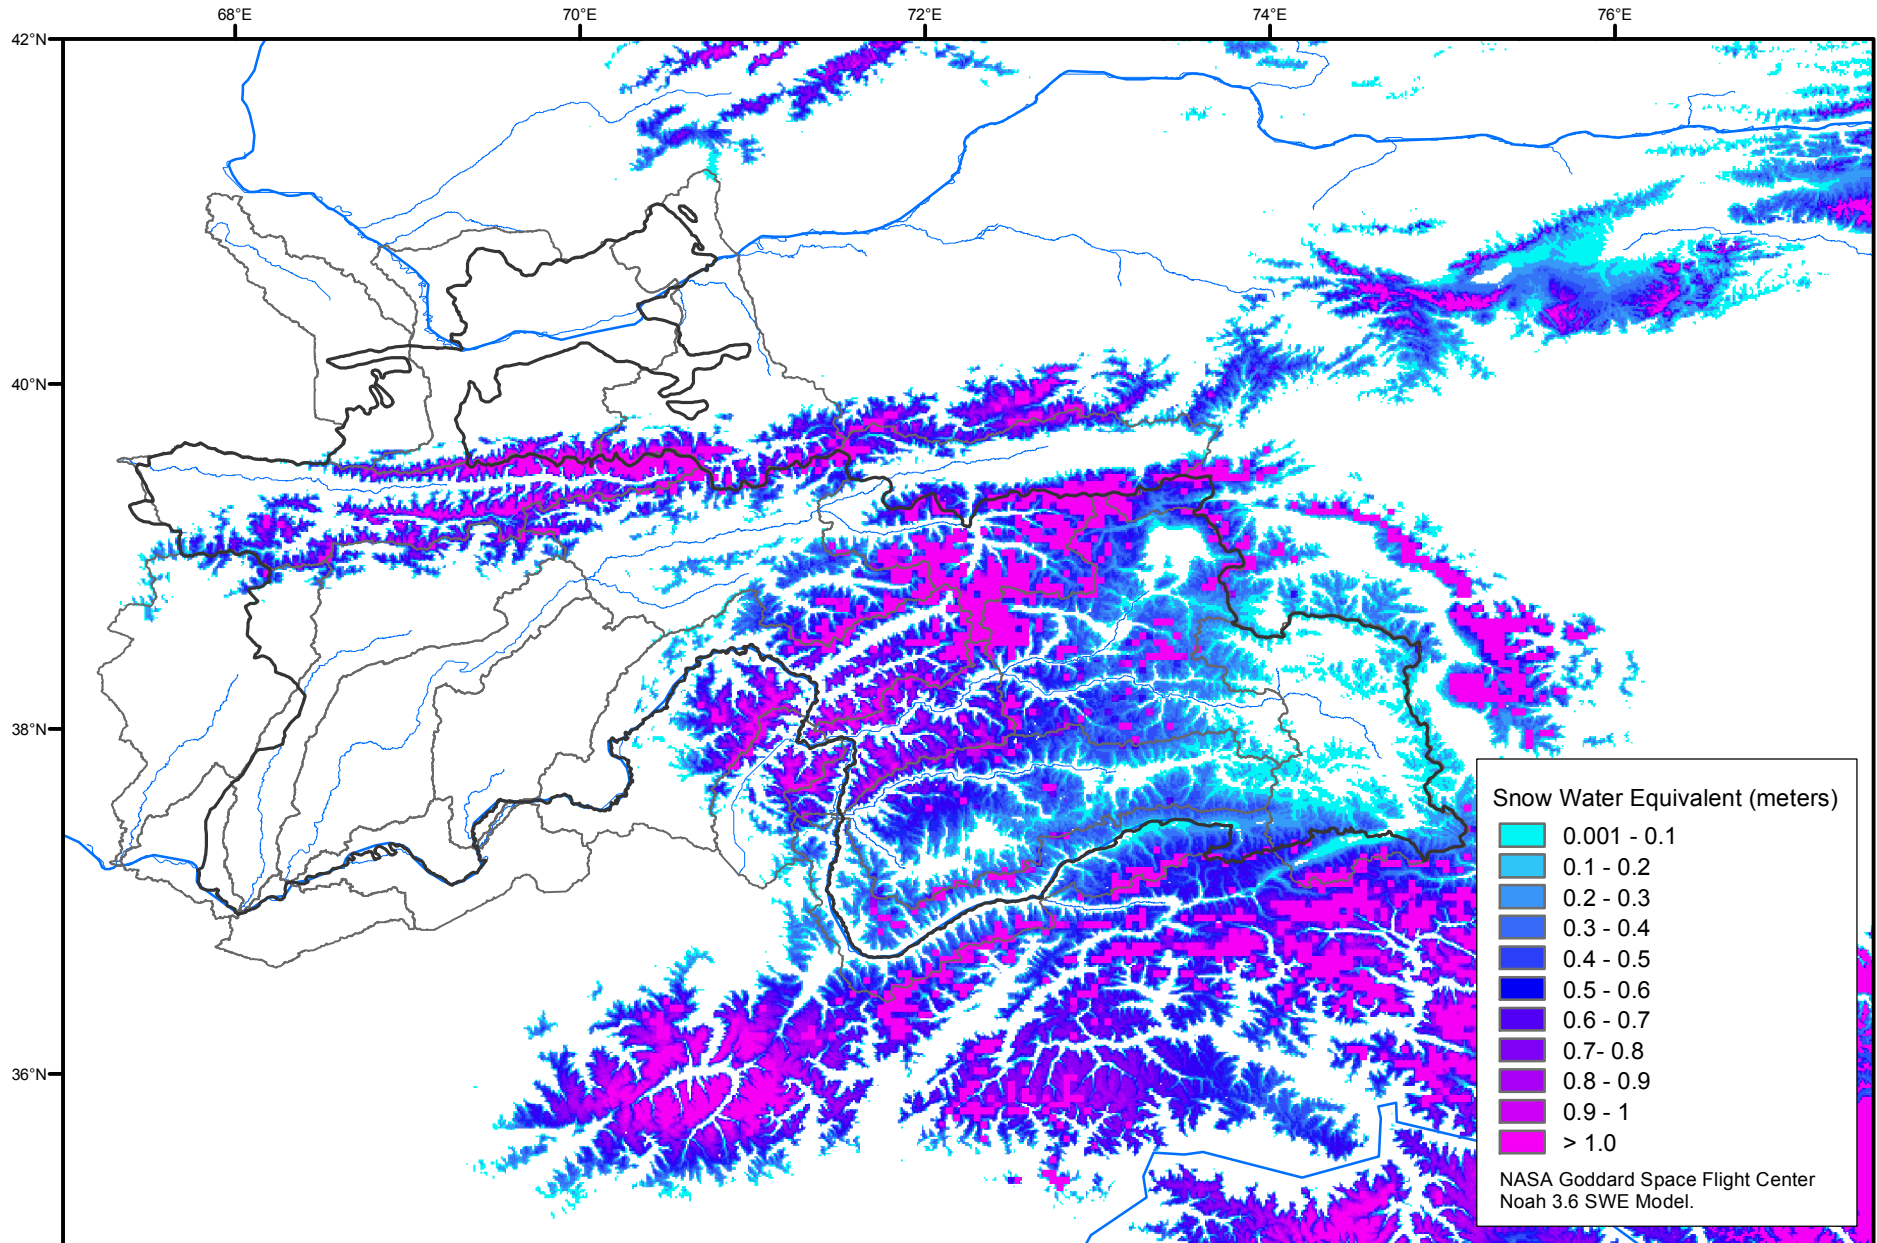 68°E 70°E 72°E 74°E 76°E
42°N
40°N
38°N
36°N
Snow Water Equivalent (meters)
0.001 - 0.1
0.1 - 0.2
0.2 - 0.3
0.3 - 0.4
0.4 - 0.5
0.5 - 0.6
0.6 - 0.7
0.7- 0.8
0.8 - 0.9
0.9 - 1
> 1.0
NASA Goddard Space Flight Center
Noah 3.6 SWE Model.